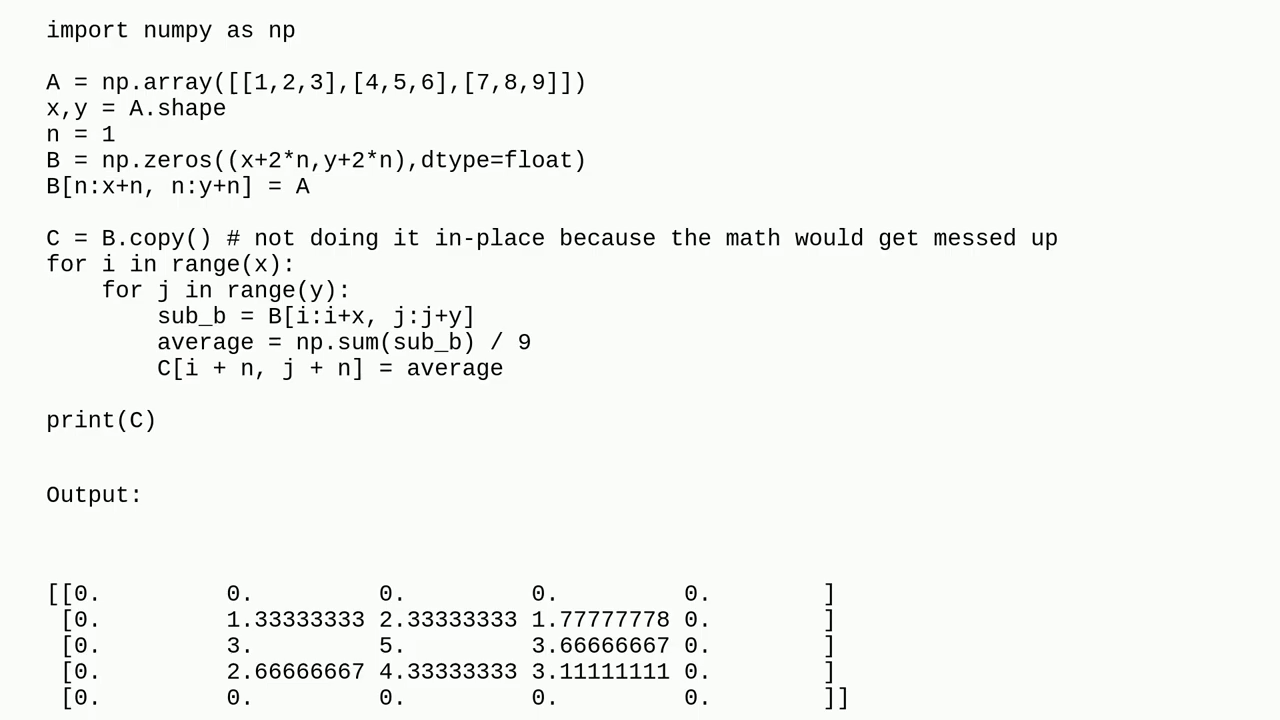 import numpy as np
A = np.array([[1,2,3],[4,5,6],[7,8,9]])
x,y = A.shape
n = 1
B = np.zeros((x+2*n,y+2*n),dtype=float)
B[n:x+n, n:y+n] = A
C = B.copy() # not doing it in-place because the math would get messed up
for i in range(x):
    for j in range(y):
        sub_b = B[i:i+x, j:j+y]
        average = np.sum(sub_b) / 9
        C[i + n, j + n] = average
print(C)
Output:
[[0.         0.         0.         0.         0.        ]
 [0.         1.33333333 2.33333333 1.77777778 0.        ]
 [0.         3.         5.         3.66666667 0.        ]
 [0.         2.66666667 4.33333333 3.11111111 0.        ]
 [0.         0.         0.         0.         0.        ]]